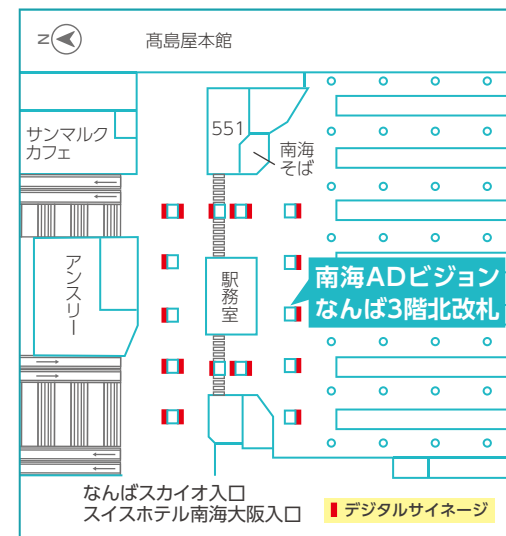 Z
髙島屋本館
サンマルク
カフェ
551
南海
そば
アンスリー
駅務室
南海ADビジョン
なんば3階北改札
なんばスカイオ入口
スイスホテル南海大阪入口
デジタルサイネージ